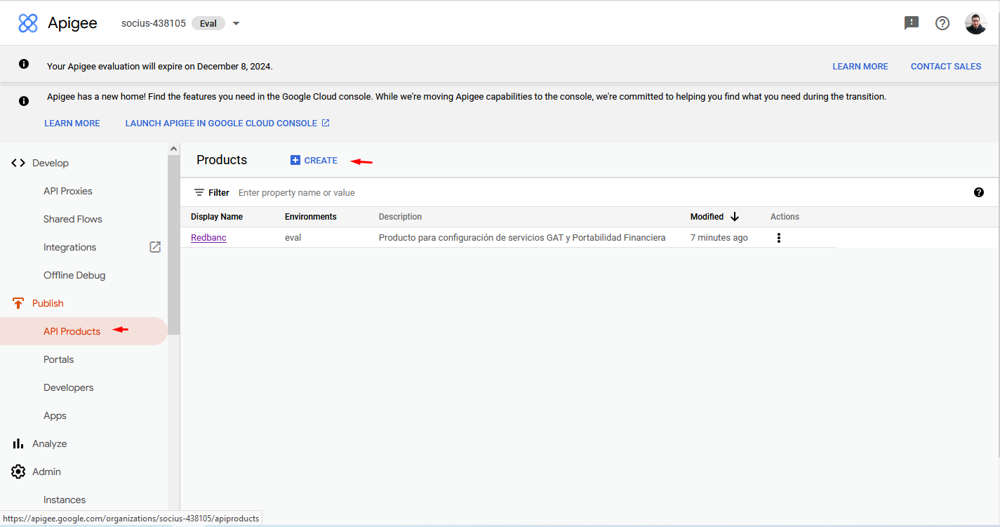 Apigee socius-438105 Eval
Your Apigee evaluation will expire on December 8, 2024. LEARN MORE CONTACT SALES
Apigee has a new home! Find the features you need in the Google Cloud console. While we're moving Apigee capabilities to the console, we're committed to helping you find what you need during the transition.
LEARN MORE LAUNCH APIGEE IN GOOGLE CLOUD CONSOLE
Develop
API Proxies
Shared Flows
Integrations
Offline Debug
Publish
API Products
Portals
Developers
Apps
Analyze
Admin
Instances
Products CREATE
Filter Enter property name or value
Display Name Environments Description Modified Actions
Redbanc eval Producto para configuración de servicios GAT y Portabilidad Financiera 7 minutes ago
https://apigee.google.com/organizations/socius-438105/apiproducts